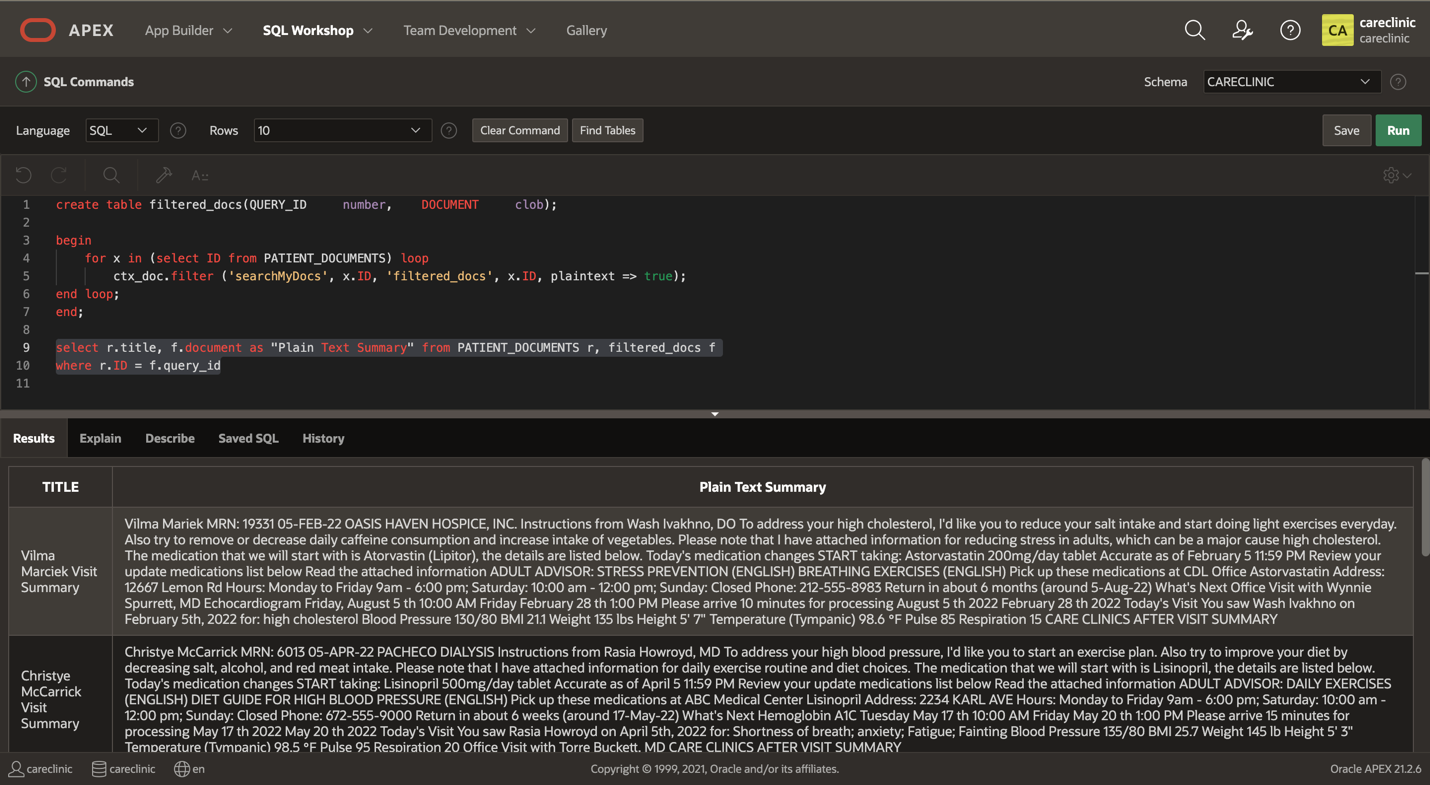 APEX App Builder SQL Workshop Team Development Gallery CA careclinic
careclinic
SQL Commands Schema CARECLINIC
Language SQL Rows 10 Clear Command Find Tables Save Run
A::
1 create table filtered_docs(QUERY_ID number, DOCUMENT clob);
2
3 begin
4 for x in (select ID from PATIENT_DOCUMENTS) loop
5 ctx_doc.filter ('searchMyDocs', x.ID, 'filtered_docs', x.ID, plaintext => true);
6 end loop;
7 end;
8
9 select r.title, f.document as "Plain Text Summary" from PATIENT_DOCUMENTS r, filtered_docs f
10 where r.ID = f.query_id
11
Results Explain Describe Saved SQL History
TITLE Plain Text Summary
Vilma Marciek Visit Summary
Vilma Mariek MRN: 19331 05-FEB-22 OASIS HAVEN HOSPICE, INC. Instructions from Wash Ivakhno, DO To address your high cholesterol, I'd like you to reduce your salt intake and start doing light exercises everyday.
Also try to remove or decrease daily caffeine consumption and increase intake of vegetables. Please note that I have attached information for reducing stress in adults, which can be a major cause high cholesterol.
The medication that we will start with is Atorvastin (Lipitor), the details are listed below. Today's medication changes START taking: Astorvastatin 200mg/day tablet Accurate as of February 5 11:59 PM Review your
update medications list below Read the attached information ADULT ADVISOR: STRESS PREVENTION (ENGLISH) BREATHING EXERCISES (ENGLISH) Pick up these medications at CDL Office Astorvastatin Address:
12667 Lemon Rd Hours: Monday to Friday 9am - 6:00 pm; Saturday: 10:00 am - 12:00 pm; Sunday: Closed Phone: 212-555-8983 Return in about 6 months (around 5-Aug-22) What's Next Office Visit with Wynnie
Spurrett, MD Echocardiogram Friday, August 5 th 10:00 AM Friday February 28 th 1:00 PM Please arrive 10 minutes for processing August 5 th 2022 February 28 th 2022 Today's Visit You saw Wash Ivakhno on
February 5th, 2022 for: high cholesterol Blood Pressure 130/80 BMI 21.1 Weight 135 lbs Height 5' 7" Temperature (Tympanic) 98.6 °F Pulse 85 Respiration 15 CARE CLINICS AFTER VISIT SUMMARY
Christye McCarrick Visit Summary
Christye McCarrick MRN: 6013 05-APR-22 PACHECO DIALYSIS Instructions from Rasia Howroyd, MD To address your high blood pressure, I'd like you to start an exercise plan. Also try to improve your diet by
decreasing salt, alcohol, and red meat intake. Please note that I have attached information for daily exercise routine and diet choices. The medication that we will start with is Lisinopril, the details are listed below.
Today's medication changes START taking: Lisinopril 500mg/day tablet Accurate as of April 5 11:59 PM Review your update medications list below Read the attached information ADULT ADVISOR: DAILY EXERCISES
(ENGLISH) DIET GUIDE FOR HIGH BLOOD PRESSURE (ENGLISH) Pick up these medications at ABC Medical Center Lisinopril Address: 2234 KARL AVE Hours: Monday to Friday 9am - 6:00 pm; Saturday: 10:00 am -
12:00 pm; Sunday: Closed Phone: 672-555-9000 Return in about 6 weeks (around 17-May-22) What's Next Hemoglobin A1C Tuesday May 17 th 10:00 AM Friday May 20 th 1:00 PM Please arrive 15 minutes for
processing May 17 th 2022 May 20 th 2022 Today's Visit You saw Rasia Howroyd on April 5th, 2022 for: Shortness of breath; anxiety; Fatigue; Fainting Blood Pressure 135/80 BMI 25.7 Weight 145 lb Height 5' 3"
Temperature (Tympanic) 98.5 °F Pulse 95 Respiration 20 Office Visit with Torre Buckett, MD CARE CLINICS AFTER VISIT SUMMARY
careclinic careclinic en Copyright © 1999, 2021, Oracle and/or its affiliates. Oracle APEX 21.2.6